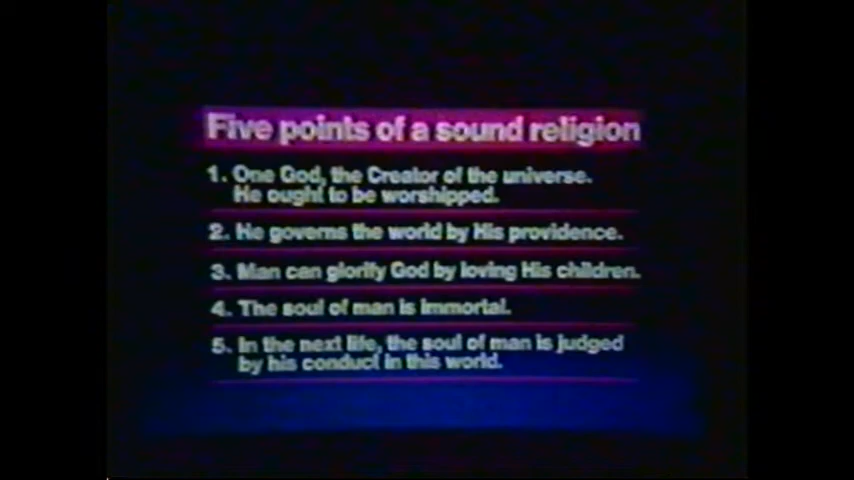 Five points of a sound religion
1. One God, the Creator of the universe.
He ought to be worshipped.
2. He governs the world by His providence.
3. Man can glorify God by loving His children.
4. The soul of man is immortal.
5. In the next life, the soul of man is judged
by his conduct in this world.